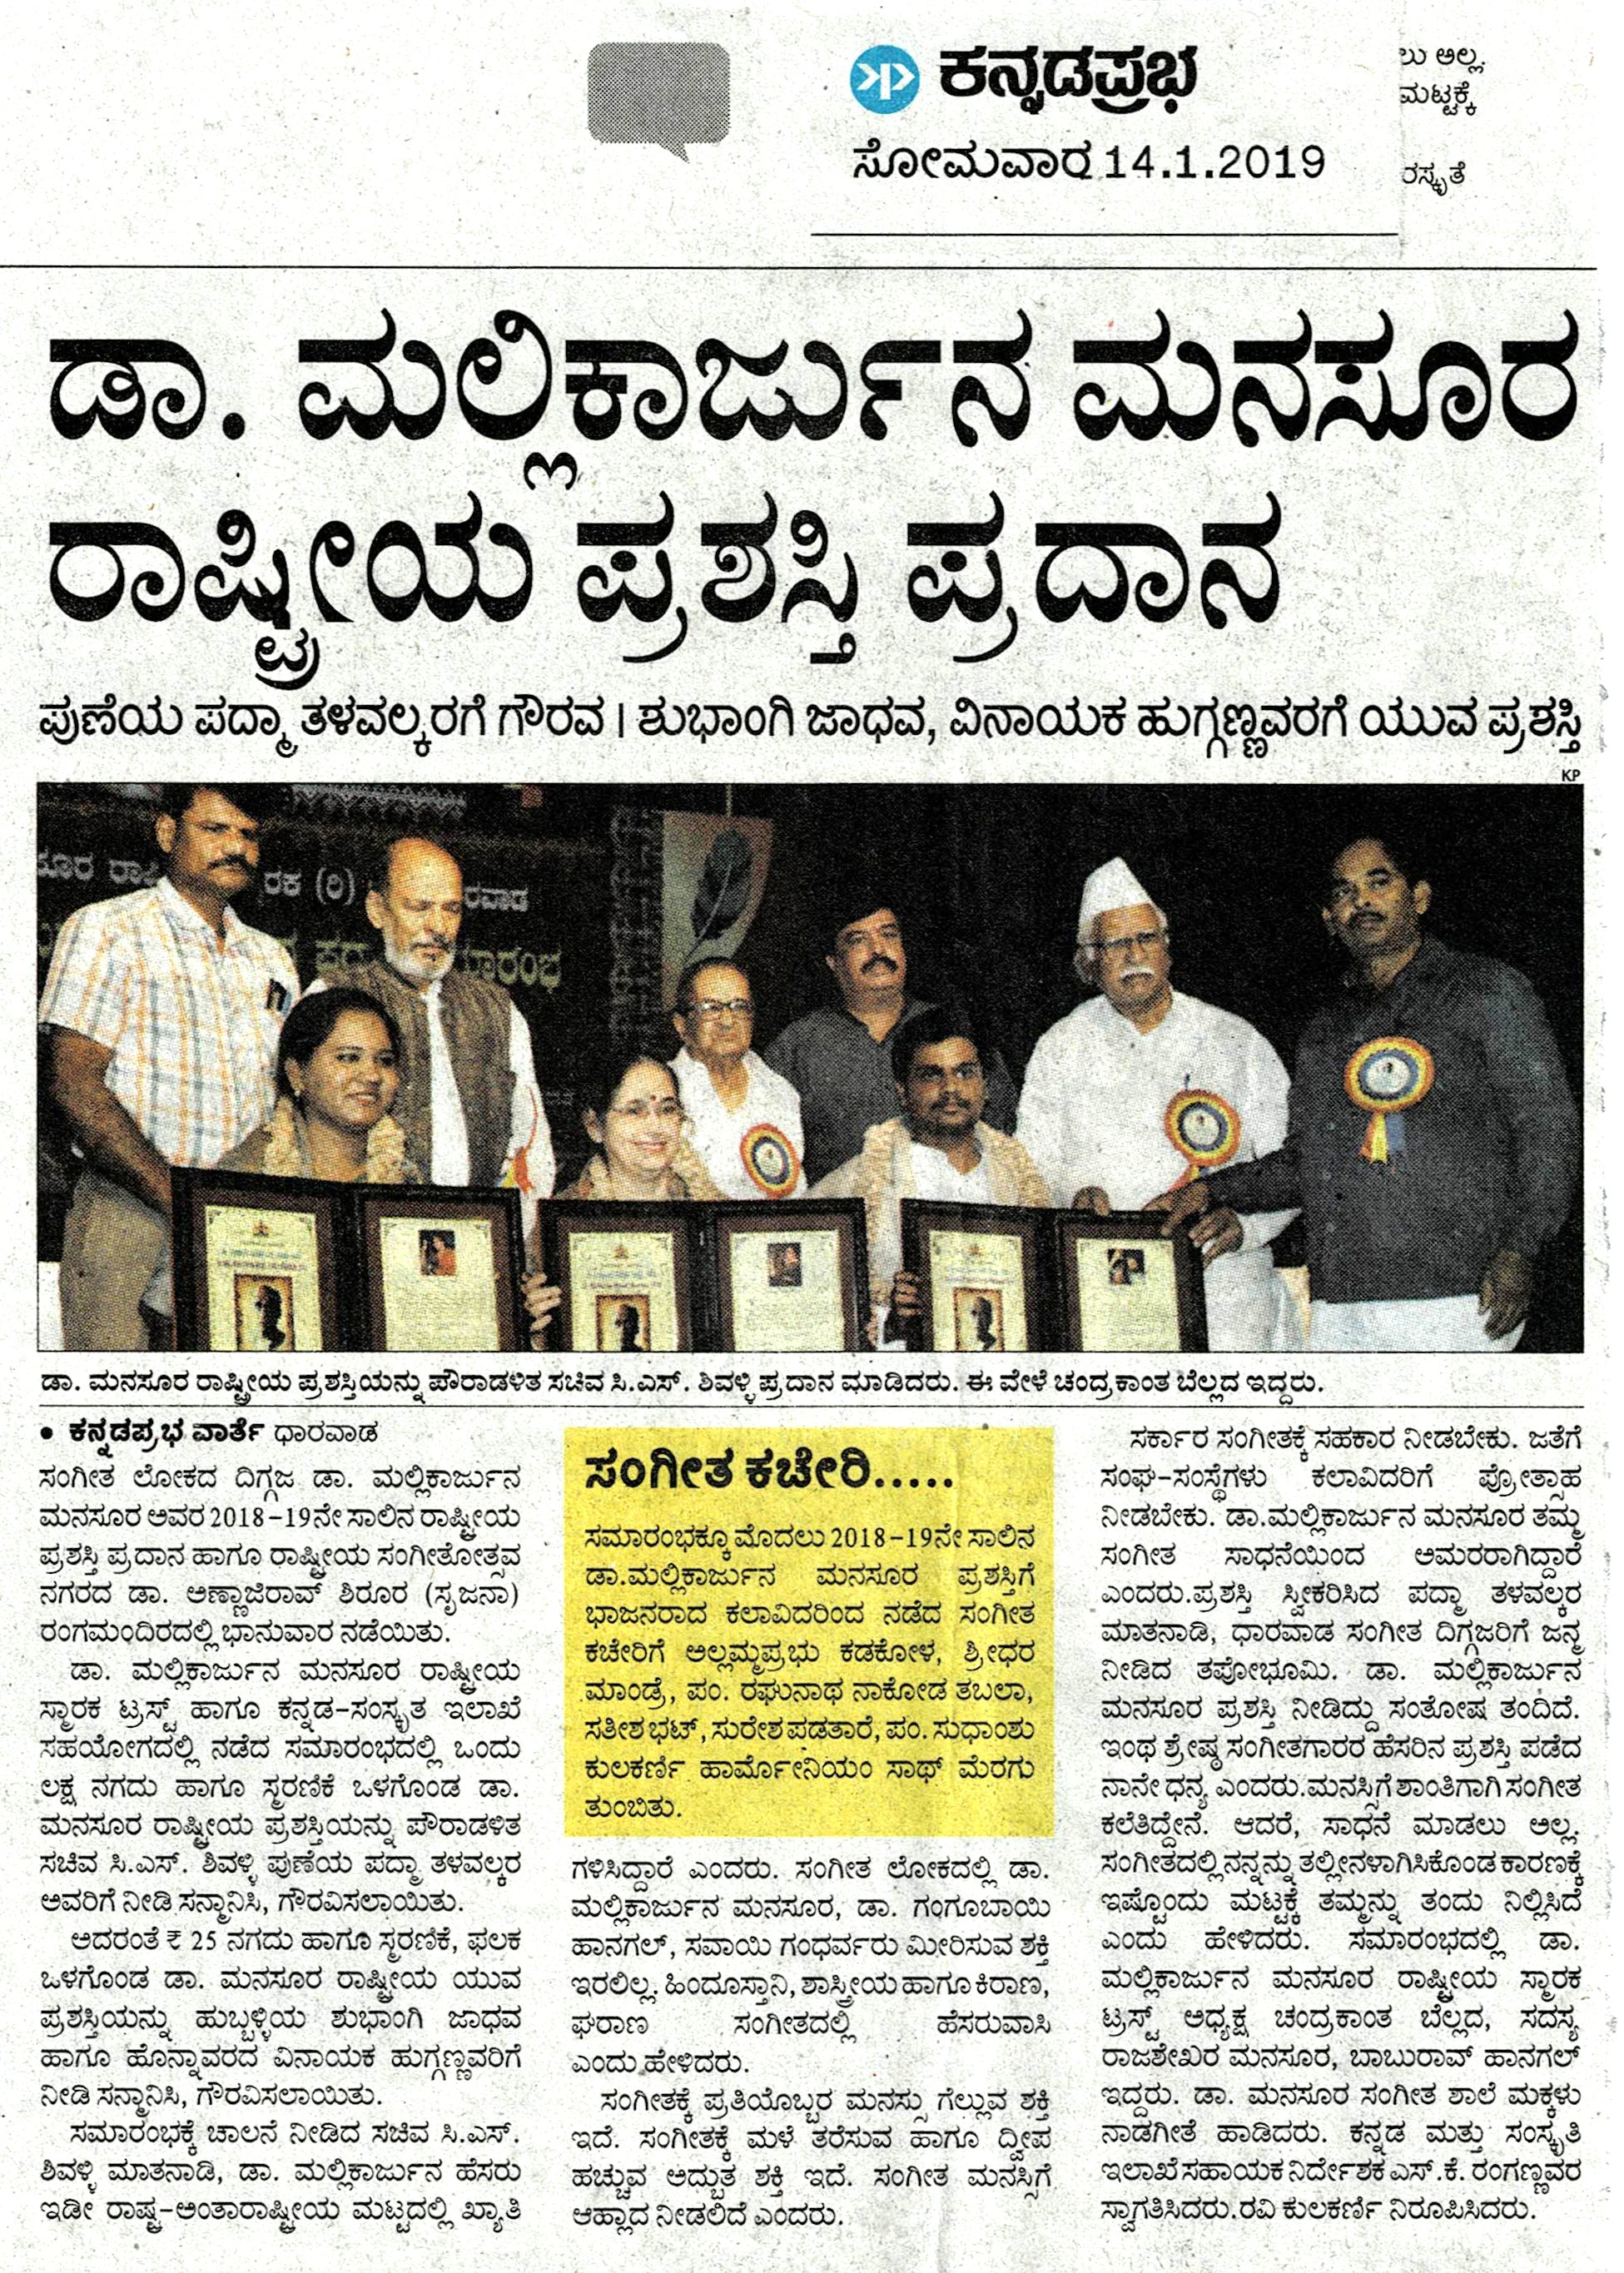 ಕನ್ನಡಪ್ರಭ
ಸೋಮವಾರ 14.1.2019
ಲು ಅಲ್ಲ.
ಮಟ್ಟಕ್ಕೆ
ರಸ್ಕೃತೆ
ಡಾ. ಮಲ್ಲಿಕಾರ್ಜುನ ಮನಸೂರ
ರಾಷ್ಟ್ರೀಯ ಪ್ರಶಸ್ತಿ ಪ್ರದಾನ
ಪುಣೆಯ ಪದ್ಮಾ ತಳವಲ್ಕರಗೆ ಗೌರವ | ಶುಭಾಂಗಿ ಜಾಧವ, ವಿನಾಯಕ ಹುಗ್ಗಣ್ಣವರಗೆ ಯುವ ಪ್ರಶಸ್ತಿ
KP
ರಕ (ರಿ)
ರವಾಡ
ಡಾ. ಮನಸೂರ ರಾಷ್ಟ್ರೀಯ ಪ್ರಶಸ್ತಿಯನ್ನು ಪೌರಾಡಳಿತ ಸಚಿವ ಸಿ.ಎಸ್. ಶಿವಳ್ಳಿ ಪ್ರದಾನ ಮಾಡಿದರು. ಈ ವೇಳೆ ಚಂದ್ರಕಾಂತ ಬೆಲ್ಲದ ಇದ್ದರು.
• ಕನ್ನಡಪ್ರಭ ವಾರ್ತೆ ಧಾರವಾಡ
ಸಂಗೀತ ಲೋಕದ ದಿಗ್ಗಜ ಡಾ. ಮಲ್ಲಿಕಾರ್ಜುನ
ಮನಸೂರ ಅವರ 2018-19ನೇ ಸಾಲಿನ ರಾಷ್ಟ್ರೀಯ
ಪ್ರಶಸ್ತಿ ಪ್ರದಾನ ಹಾಗೂ ರಾಷ್ಟ್ರೀಯ ಸಂಗೀತೋತ್ಸವ
ನಗರದ ಡಾ. ಅಣ್ಣಾಜಿರಾವ್ ಶಿರೂರ (ಸೃಜನಾ)
ರಂಗಮಂದಿರದಲ್ಲಿ ಭಾನುವಾರ ನಡೆಯಿತು.
ಡಾ. ಮಲ್ಲಿಕಾರ್ಜುನ ಮನಸೂರ ರಾಷ್ಟ್ರೀಯ
ಸ್ಮಾರಕ ಟ್ರಸ್ಟ್ ಹಾಗೂ ಕನ್ನಡ-ಸಂಸ್ಕೃತ ಇಲಾಖೆ
ಸಹಯೋಗದಲ್ಲಿ ನಡೆದ ಸಮಾರಂಭದಲ್ಲಿ ಒಂದು
ಲಕ್ಷ ನಗದು ಹಾಗೂ ಸ್ಮರಣಿಕೆ ಒಳಗೊಂಡ ಡಾ.
ಮನಸೂರ ರಾಷ್ಟ್ರೀಯ ಪ್ರಶಸ್ತಿಯನ್ನು ಪೌರಾಡಳಿತ
ಸಚಿವ ಸಿ.ಎಸ್. ಶಿವಳ್ಳಿ ಪುಣೆಯ ಪದ್ಮಾ ತಳವಲ್ಕರ
ಅವರಿಗೆ ನೀಡಿ ಸನ್ಮಾನಿಸಿ, ಗೌರವಿಸಲಾಯಿತು.
ಅದರಂತೆ ₹ 25 ನಗದು ಹಾಗೂ ಸ್ಮರಣಿಕೆ, ಫಲಕ
ಒಳಗೊಂಡ ಡಾ. ಮನಸೂರ ರಾಷ್ಟ್ರೀಯ ಯುವ
ಪ್ರಶಸ್ತಿಯನ್ನು ಹುಬ್ಬಳ್ಳಿಯ ಶುಭಾಂಗಿ ಜಾಧವ
ಹಾಗೂ ಹೊನ್ನಾವರದ ವಿನಾಯಕ ಹುಗ್ಗಣ್ಣವರಿಗೆ
ನೀಡಿ ಸನ್ಮಾನಿಸಿ, ಗೌರವಿಸಲಾಯಿತು.
ಸಮಾರಂಭಕ್ಕೆ ಚಾಲನೆ ನೀಡಿದ ಸಚಿವ ಸಿ.ಎಸ್.
ಶಿವಳ್ಳಿ ಮಾತನಾಡಿ, ಡಾ. ಮಲ್ಲಿಕಾರ್ಜುನ ಹೆಸರು
ಇಡೀ ರಾಷ್ಟ್ರ-ಅಂತಾರಾಷ್ಟ್ರೀಯ ಮಟ್ಟದಲ್ಲಿ ಖ್ಯಾತಿ
ಸಂಗೀತ ಕಚೇರಿ.....
ಸಮಾರಂಭಕ್ಕೂ ಮೊದಲು 2018-19ನೇ ಸಾಲಿನ
ಡಾ.ಮಲ್ಲಿಕಾರ್ಜುನ ಮನಸೂರ ಪ್ರಶಸ್ತಿಗೆ
ಭಾಜನರಾದ ಕಲಾವಿದರಿಂದ ನಡೆದ ಸಂಗೀತ
ಕಚೇರಿಗೆ ಅಲ್ಲಮ್ಮಪ್ರಭು ಕಡಕೋಳ, ಶ್ರೀಧರ
ಮಾಂಡ್ರೆ, ಪಂ. ರಘುನಾಥ ನಾಕೋಡ ತಬಲಾ,
ಸತೀಶ ಭಟ್, ಸುರೇಶ ಪಡತಾರೆ, ಪಂ. ಸುಧಾಂಶು
ಕುಲಕರ್ಣಿ ಹಾರ್ಮೋನಿಯಂ ಸಾಥ್ ಮೆರಗು
ತುಂಬಿತು.
ಗಳಿಸಿದ್ದಾರೆ ಎಂದರು. ಸಂಗೀತ ಲೋಕದಲ್ಲಿ ಡಾ.
ಮಲ್ಲಿಕಾರ್ಜುನ ಮನಸೂರ, ಡಾ. ಗಂಗೂಬಾಯಿ
ಹಾನಗಲ್, ಸವಾಯಿ ಗಂಧರ್ವರು ಮೀರಿಸುವ ಶಕ್ತಿ
ಇರಲಿಲ್ಲ. ಹಿಂದೂಸ್ತಾನಿ, ಶಾಸ್ತ್ರೀಯ ಹಾಗೂ ಕಿರಾಣ,
ಘರಾಣ ಸಂಗೀತದಲ್ಲಿ ಹೆಸರುವಾಸಿ
ಎಂದು ಹೇಳಿದರು.
ಸಂಗೀತಕ್ಕೆ ಪ್ರತಿಯೊಬ್ಬರ ಮನಸ್ಸು ಗೆಲ್ಲುವ ಶಕ್ತಿ
ಇದೆ. ಸಂಗೀತಕ್ಕೆ ಮಳೆ ತರೆಸುವ ಹಾಗೂ ದ್ವೀಪ
ಹಚ್ಚುವ ಅದ್ಬುತ ಶಕ್ತಿ ಇದೆ. ಸಂಗೀತ ಮನಸ್ಸಿಗೆ
ಆಹ್ಲಾದ ನೀಡಲಿದೆ ಎಂದರು.
ಸರ್ಕಾರ ಸಂಗೀತಕ್ಕೆ ಸಹಕಾರ ನೀಡಬೇಕು. ಜತೆಗೆ
ಸಂಘ-ಸಂಸ್ಥೆಗಳು ಕಲಾವಿದರಿಗೆ ಪ್ರೋತ್ಸಾಹ
ನೀಡಬೇಕು. ಡಾ.ಮಲ್ಲಿಕಾರ್ಜುನ ಮನಸೂರ ತಮ್ಮ
ಸಂಗೀತ ಸಾಧನೆಯಿಂದ ಅಮರರಾಗಿದ್ದಾರೆ
ಎಂದರು.ಪ್ರಶಸ್ತಿ ಸ್ವೀಕರಿಸಿದ ಪದ್ಮಾ ತಳವಲ್ಕರ
ಮಾತನಾಡಿ, ಧಾರವಾಡ ಸಂಗೀತ ದಿಗ್ಗಜರಿಗೆ ಜನ್ಮ
ನೀಡಿದ ತಪೋಭೂಮಿ. ಡಾ. ಮಲ್ಲಿಕಾರ್ಜುನ
ಮನಸೂರ ಪ್ರಶಸ್ತಿ ನೀಡಿದ್ದು ಸಂತೋಷ ತಂದಿದೆ.
ಇಂಥ ಶ್ರೇಷ್ಠ ಸಂಗೀತಗಾರರ ಹೆಸರಿನ ಪ್ರಶಸ್ತಿ ಪಡೆದ
ನಾನೇ ಧನ್ಯ ಎಂದರು.ಮನಸ್ಸಿಗೆ ಶಾಂತಿಗಾಗಿ ಸಂಗೀತ
ಕಲೆತಿದ್ದೇನೆ. ಆದರೆ, ಸಾಧನೆ ಮಾಡಲು ಅಲ್ಲ.
ಸಂಗೀತದಲ್ಲಿ ನನ್ನನ್ನು ತಲ್ಲೀನಳಾಗಿಸಿಕೊಂಡ ಕಾರಣಕ್ಕೆ
ಇಷ್ಟೊಂದು ಮಟ್ಟಕ್ಕೆ ತಮ್ಮನ್ನು ತಂದು ನಿಲ್ಲಿಸಿದೆ
ಎಂದು ಹೇಳಿದರು. ಸಮಾರಂಭದಲ್ಲಿ ಡಾ.
ಮಲ್ಲಿಕಾರ್ಜುನ ಮನಸೂರ ರಾಷ್ಟ್ರೀಯ ಸ್ಮಾರಕ
ಟ್ರಸ್ಟ್ ಅಧ್ಯಕ್ಷ ಚಂದ್ರಕಾಂತ ಬೆಲ್ಲದ, ಸದಸ್ಯ
ರಾಜಶೇಖರ ಮನಸೂರ, ಬಾಬುರಾವ್ ಹಾನಗಲ್
ಇದ್ದರು. ಡಾ. ಮನಸೂರ ಸಂಗೀತ ಶಾಲೆ ಮಕ್ಕಳು
ನಾಡಗೀತೆ ಹಾಡಿದರು. ಕನ್ನಡ ಮತ್ತು ಸಂಸ್ಕೃತಿ
ಇಲಾಖೆ ಸಹಾಯಕ ನಿರ್ದೇಶಕ ಎಸ್.ಕೆ. ರಂಗಣ್ಣವರ
ಸ್ವಾಗತಿಸಿದರು.ರವಿ ಕುಲಕರ್ಣಿ ನಿರೂಪಿಸಿದರು.